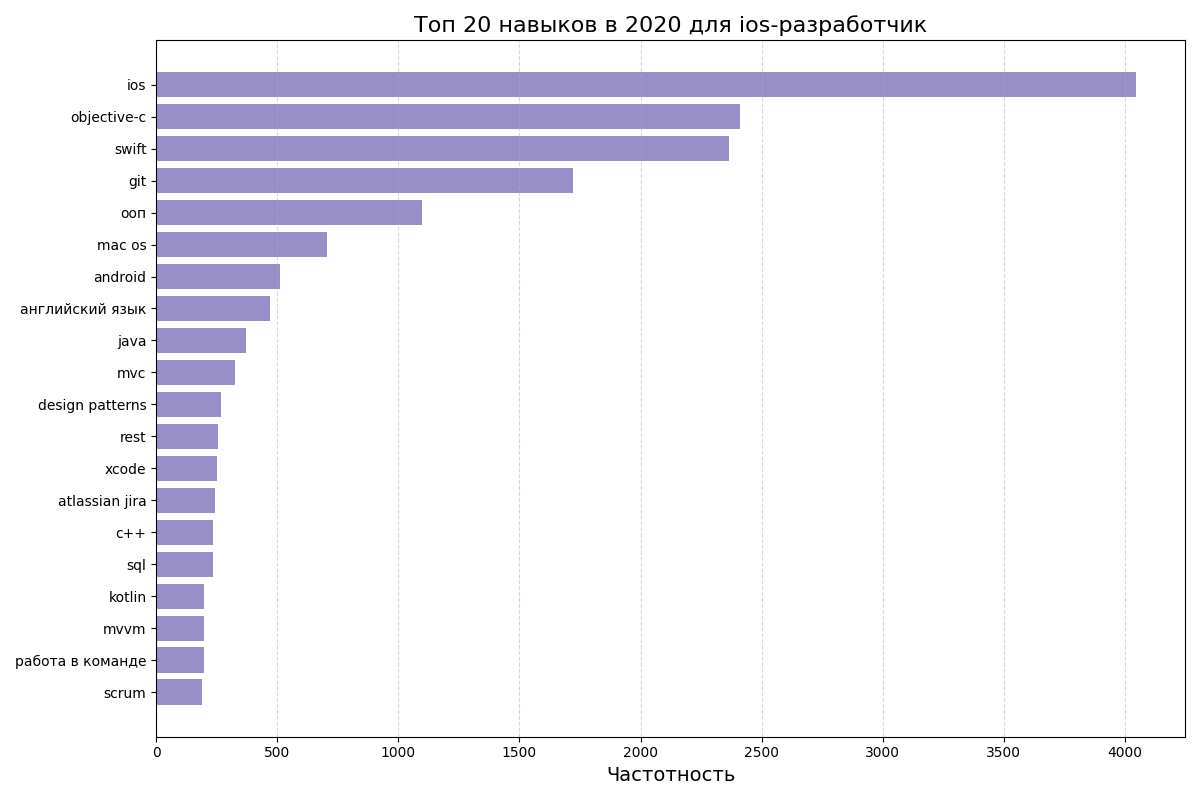 Топ 20 навыков в 2020 для ios-разработчик
ios
objective-c
swift
git
ооп
mac os
android
английский язык
java
mvc
design patterns
rest
xcode
atlassian jira
c++
sql
kotlin
mvvm
работа в команде
scrum
0 500 1000 1500 2000 2500 3000 3500 4000
Частотность